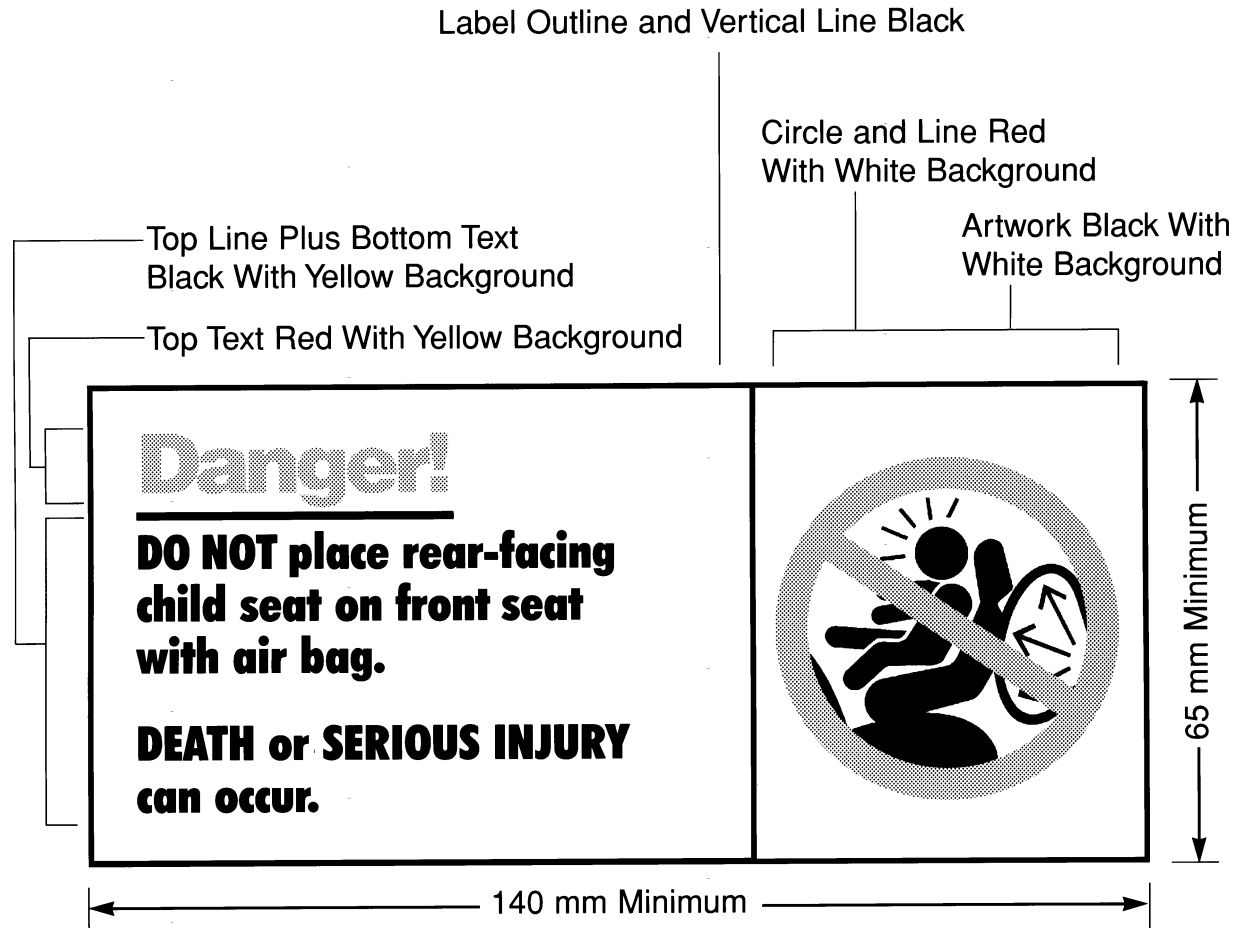 Label Outline and Vertical Line Black
Circle and Line Red
With White Background
Artwork Black With
White Background
Top Line Plus Bottom Text
Black With Yellow Background
Top Text Red With Yellow Background
Danger!
DO NOT place rear-facing
child seat on front seat
with air bag.
DEATH or SERIOUS INJURY
can occur.
65 mm Minimum
140 mm Minimum